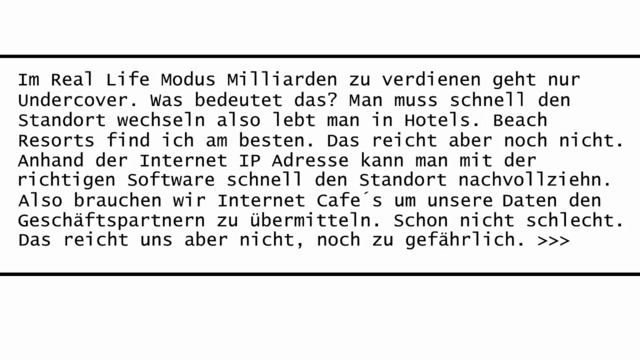 Im Real Life Modus Milliarden zu verdienen geht nur
Undercover. Was bedeutet das? Man muss schnell den
Standort wechseln also lebt man in Hotels. Beach
Resorts find ich am besten. Das reicht aber noch nicht.
Anhand der Internet IP Adresse kann man mit der
richtigen Software schnell den Standort nachvollziehn.
Also brauchen wir Internet Cafe´s um unsere Daten den
Geschäftspartnern zu übermitteln. Schon nicht schlecht.
Das reicht uns aber nicht, noch zu gefährlich. >>>